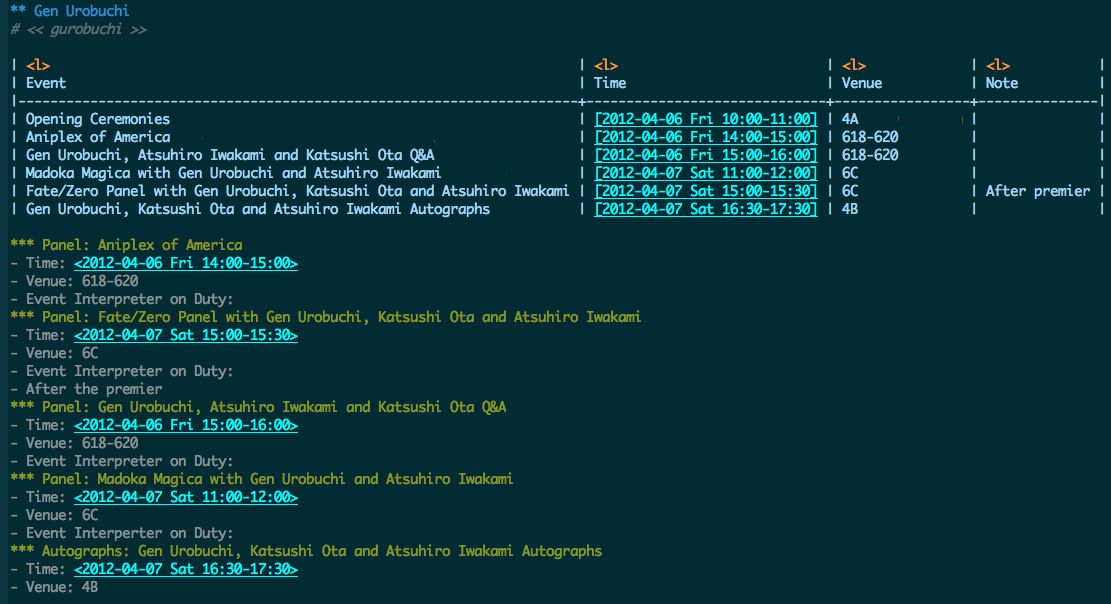 ** Gen Urobuchi
# << gurobuchi >>
| <l> | <l> | <l> | <l> |
| Event | Time | Venue | Note |
|----------------------------------------------------------------------+------------------------------+-----------------+---------------|
| Opening Ceremonies | [2012-04-06 Fri 10:00-11:00] | 4A | |
| Aniplex of America | [2012-04-06 Fri 14:00-15:00] | 618-620 | |
| Gen Urobuchi, Atsuhiro Iwakami and Katsushi Ota Q&A | [2012-04-06 Fri 15:00-16:00] | 618-620 | |
| Madoka Magica with Gen Urobuchi and Atsuhiro Iwakami | [2012-04-07 Sat 11:00-12:00] | 6C | |
| Fate/Zero Panel with Gen Urobuchi, Katsushi Ota and Atsuhiro Iwakami | [2012-04-07 Sat 15:00-15:30] | 6C | After premier |
| Gen Urobuchi, Katsushi Ota and Atsuhiro Iwakami Autographs | [2012-04-07 Sat 16:30-17:30] | 4B | |
*** Panel: Aniplex of America
- Time: <2012-04-06 Fri 14:00-15:00>
- Venue: 618-620
- Event Interpreter on Duty:
*** Panel: Fate/Zero Panel with Gen Urobuchi, Katsushi Ota and Atsuhiro Iwakami
- Time: <2012-04-07 Sat 15:00-15:30>
- Venue: 6C
- Event Interpreter on Duty:
- After the premier
*** Panel: Gen Urobuchi, Atsuhiro Iwakami and Katsushi Ota Q&A
- Time: <2012-04-06 Fri 15:00-16:00>
- Venue: 618-620
- Event Interpreter on Duty:
*** Panel: Madoka Magica with Gen Urobuchi and Atsuhiro Iwakami
- Time: <2012-04-07 Sat 11:00-12:00>
- Venue: 6C
- Event Interperter on Duty:
*** Autographs: Gen Urobuchi, Katsushi Ota and Atsuhiro Iwakami Autographs
- Time: <2012-04-07 Sat 16:30-17:30>
- Venue: 4B